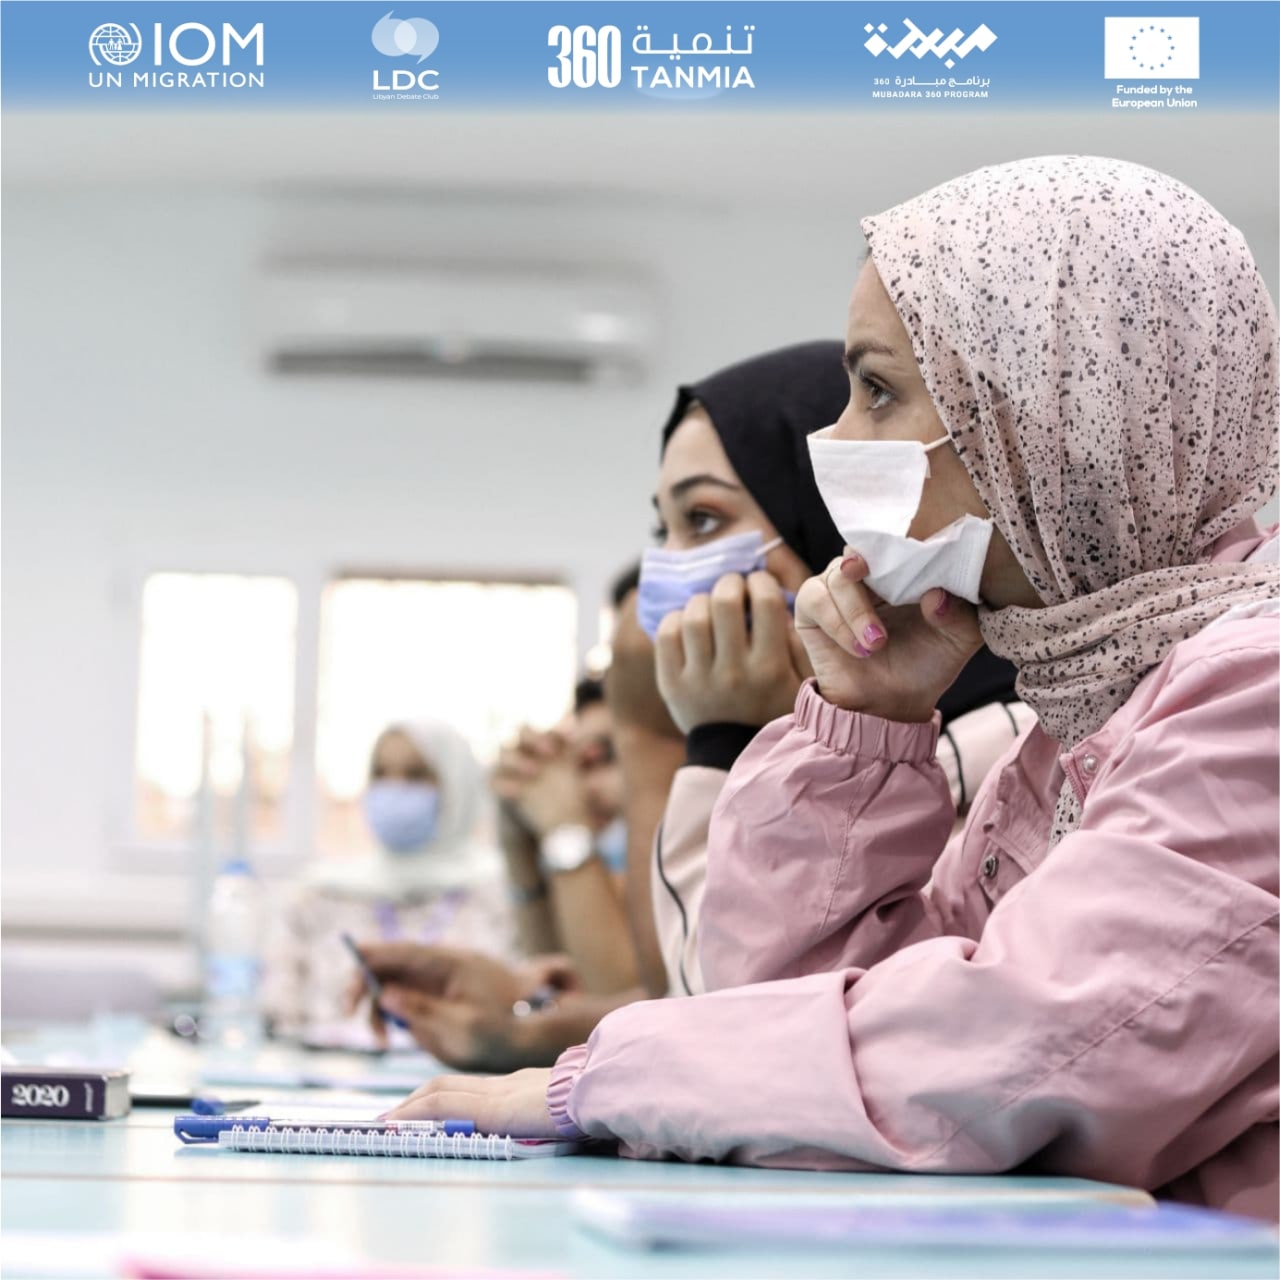 IOM
UN MIGRATION
LDC
Libyan Debate Club
360 تنمية
TANMIA
مبادرة
برنامج مبادرة 360
MUBADARA 360 PROGRAM
Funded by the
European Union
2020